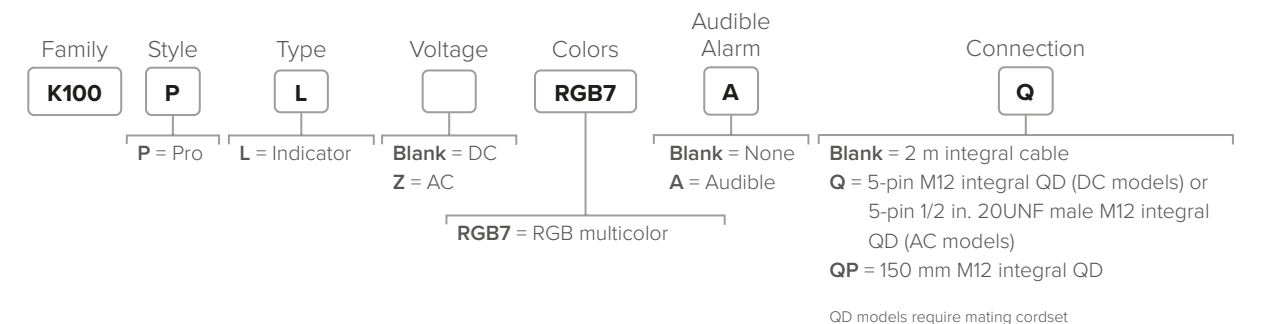 Family Style Type Voltage Colors Audible Alarm Connection
K100 P L RGB7 A Q
P = Pro
L = Indicator
Blank = DC
Z = AC
RGB7 = RGB multicolor
Blank = None
A = Audible
Blank = 2 m integral cable
Q = 5-pin M12 integral QD (DC models) or
5-pin 1/2 in. 20UNF male M12 integral
QD (AC models)
QP = 150 mm M12 integral QD
QD models require mating cordset